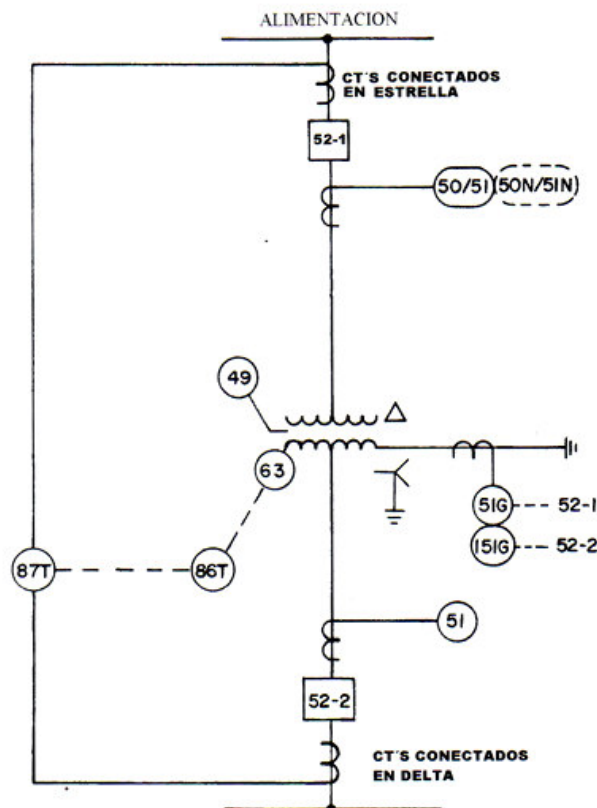 ALIMENTACION
CT'S CONECTADOS
EN ESTRELLA
52-1
50/51 (50N/51N)
49
63
51G 52-1
87T 86T 151G 52-2
51
52-2
CT'S CONECTADOS
EN DELTA